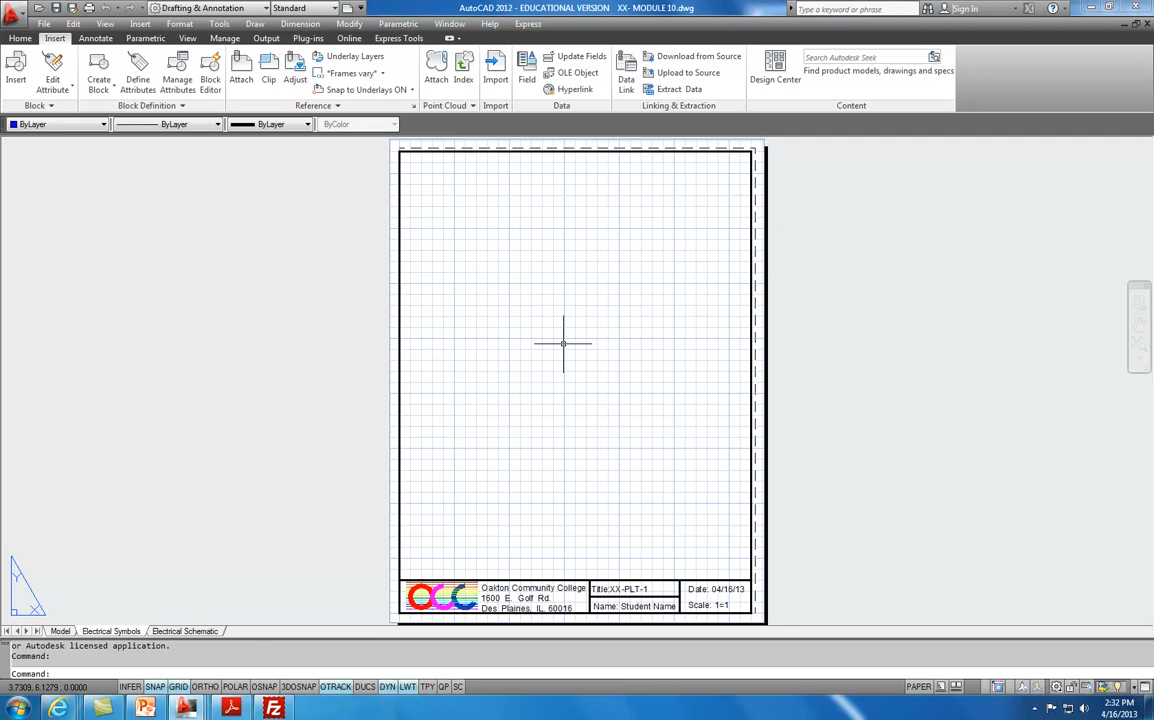 Drafting & Annotation
Standard
AutoCAD 2012 - EDUCATIONAL VERSION XX- MODULE 10.dwg
Type a keyword or phrase
Sign In
File Edit View Insert Format Tools Draw Dimension Modify Parametric Window Help Express
Home Insert Annotate Parametric View Manage Output Plug-ins Online Express Tools
Insert
Edit
Attribute
Create
Block
Define
Attributes
Manage
Attributes
Block
Editor
Attach
Clip
Adjust
Underlay Layers
*Frames vary*
Snap to Underlays ON
Attach
Index
Import
Field
Update Fields
OLE Object
Hyperlink
Data
Link
Download from Source
Upload to Source
Extract Data
Design Center
Search Autodesk Seek
Find product models, drawings and specs
Block Block Definition Reference Point Cloud Import Data Linking & Extraction Content
ByLayer ByLayer ByLayer ByColor
OCC
Oakton Community College
1600 E. Golf Rd.
Des Plaines, IL. 60016
Title:XX-PLT-1
Name: Student Name
Date: 04/16/13
Scale: 1=1
Y
X
Model Electrical Symbols Electrical Schematic
or Autodesk licensed application.
Command:
Command:
3.7309, 6.1279 , 0.0000
INFER SNAP GRID ORTHO POLAR OSNAP 3DOSNAP OTRACK DUCS DYN LWT TPY QP SC
PAPER
2:32 PM
4/16/2013